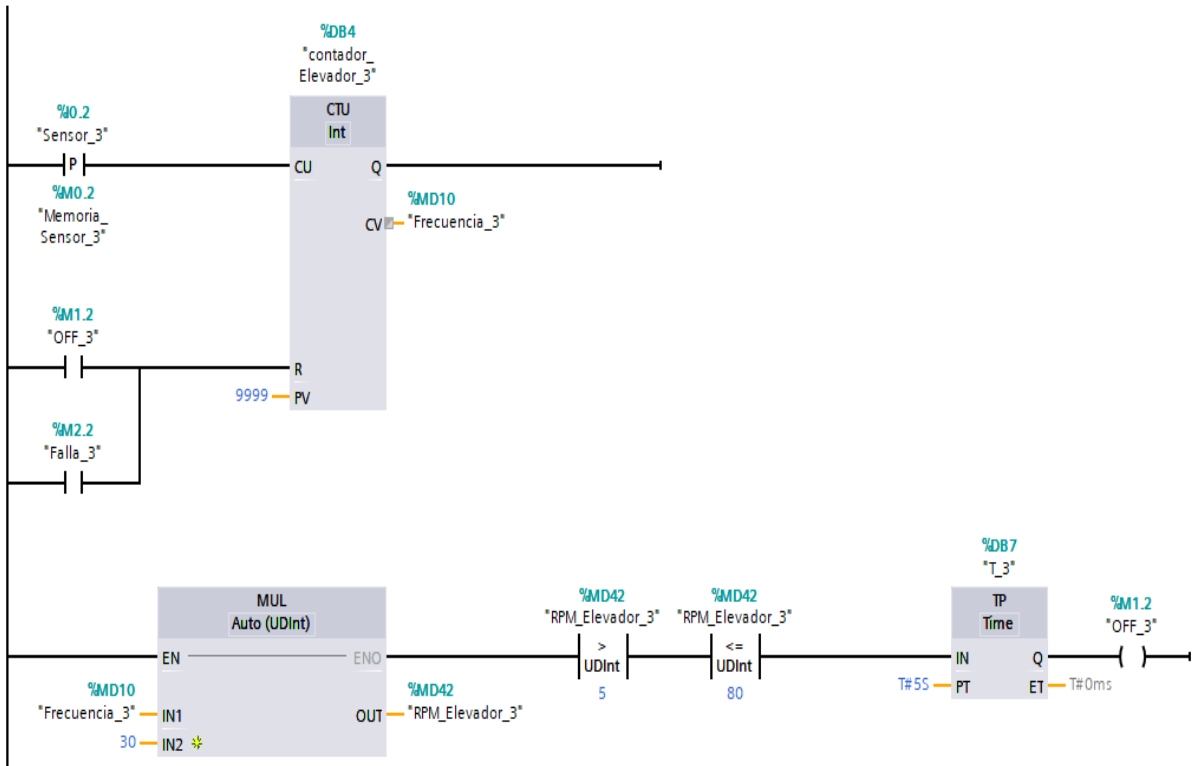 %DB4
"contador_
Elevador_3"
CTU
Int
%I0.2
"Sensor_3"
P
CU
Q
%M0.2
"Memoria_
Sensor_3"
%MD10
CV
"Frecuencia_3"
%M1.2
"OFF_3"
R
9999
PV
%M2.2
"Falla_3"
%DB7
"T_3"
MUL
Auto (UDInt)
%MD42
"RPM_Elevador_3"
%MD42
"RPM_Elevador_3"
TP
Time
%M1.2
"OFF_3"
EN
ENO
>
UDInt
5
<=
UDInt
80
IN
Q
T#5S
PT
ET
T#0ms
%MD10
"Frecuencia_3"
IN1
%MD42
OUT
"RPM_Elevador_3"
30
IN2